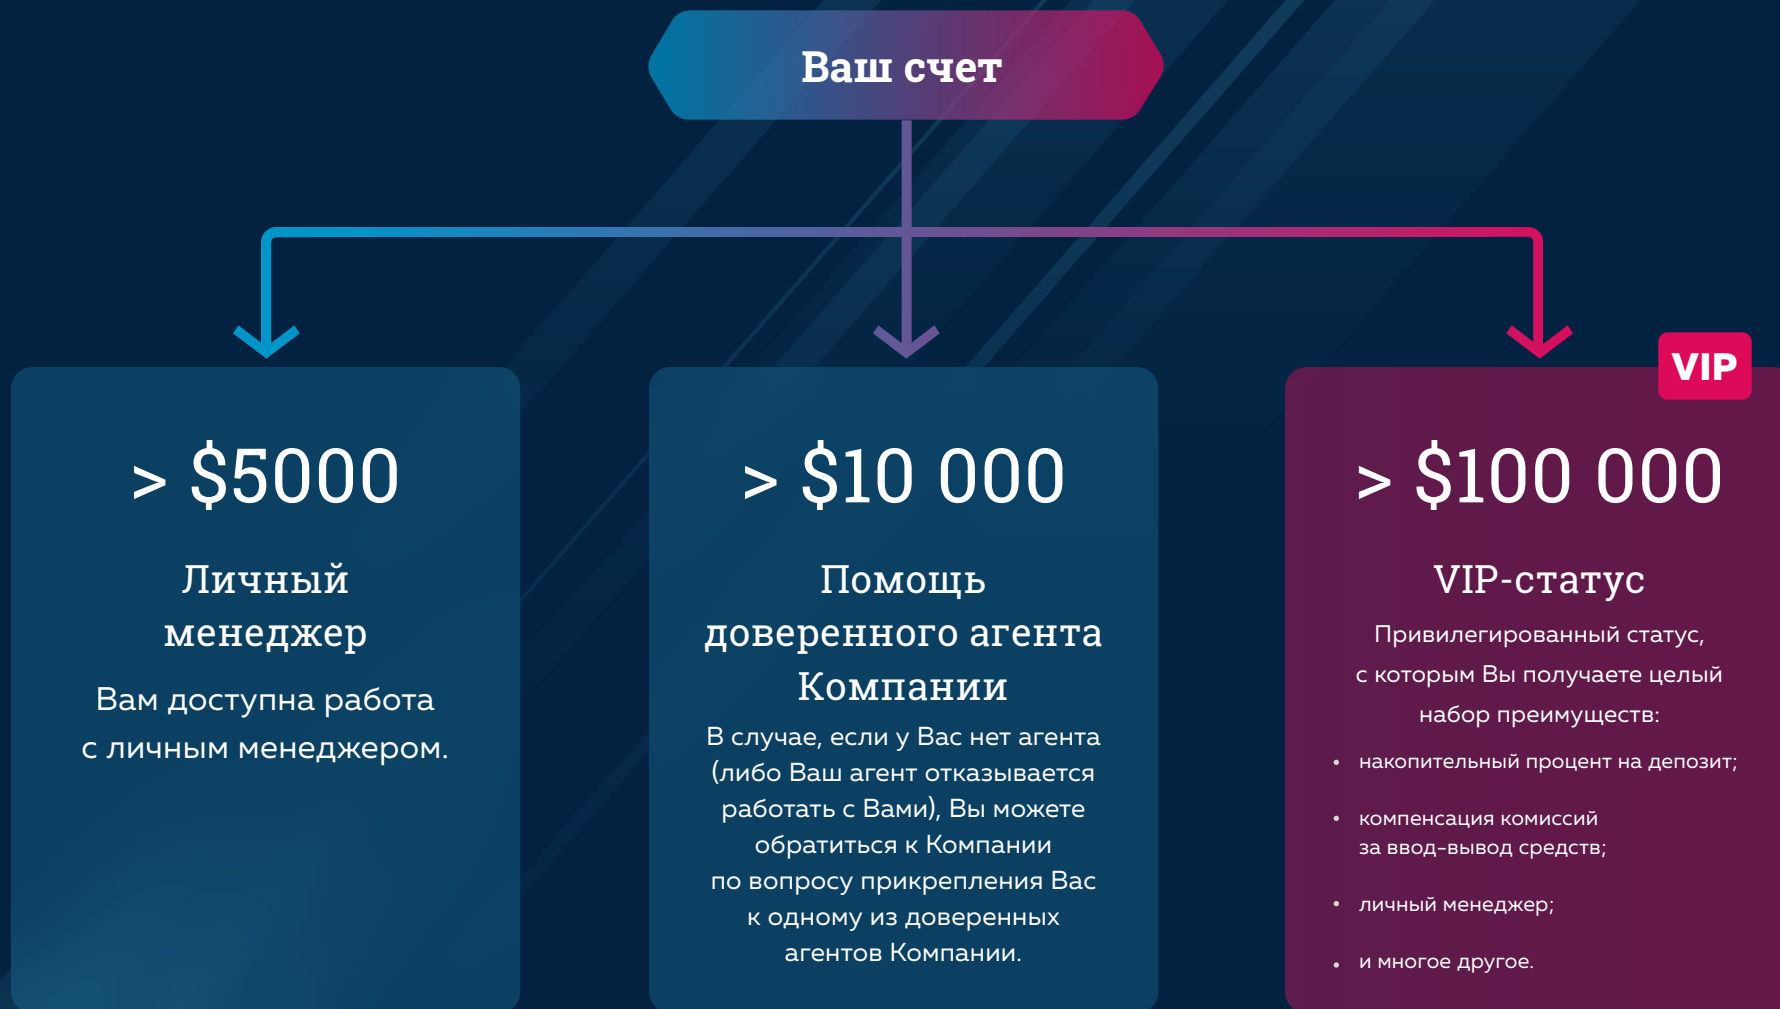 Ваш счет
> $5000
Личный
менеджер
Вам доступна работа
с личным менеджером.
> $10 000
Помощь
доверенного агента
Компании
В случае, если у Вас нет агента
(либо Ваш агент отказывается
работать с Вами), Вы можете
обратиться к Компании
по вопросу прикрепления Вас
к одному из доверенных
агентов Компании.
VIP
> $100 000
VIP-статус
Привилегированный статус,
с которым Вы получаете целый
набор преимуществ:
• накопительный процент на депозит;
• компенсация комиссий
за ввод-вывод средств;
• личный менеджер;
• и многое другое.